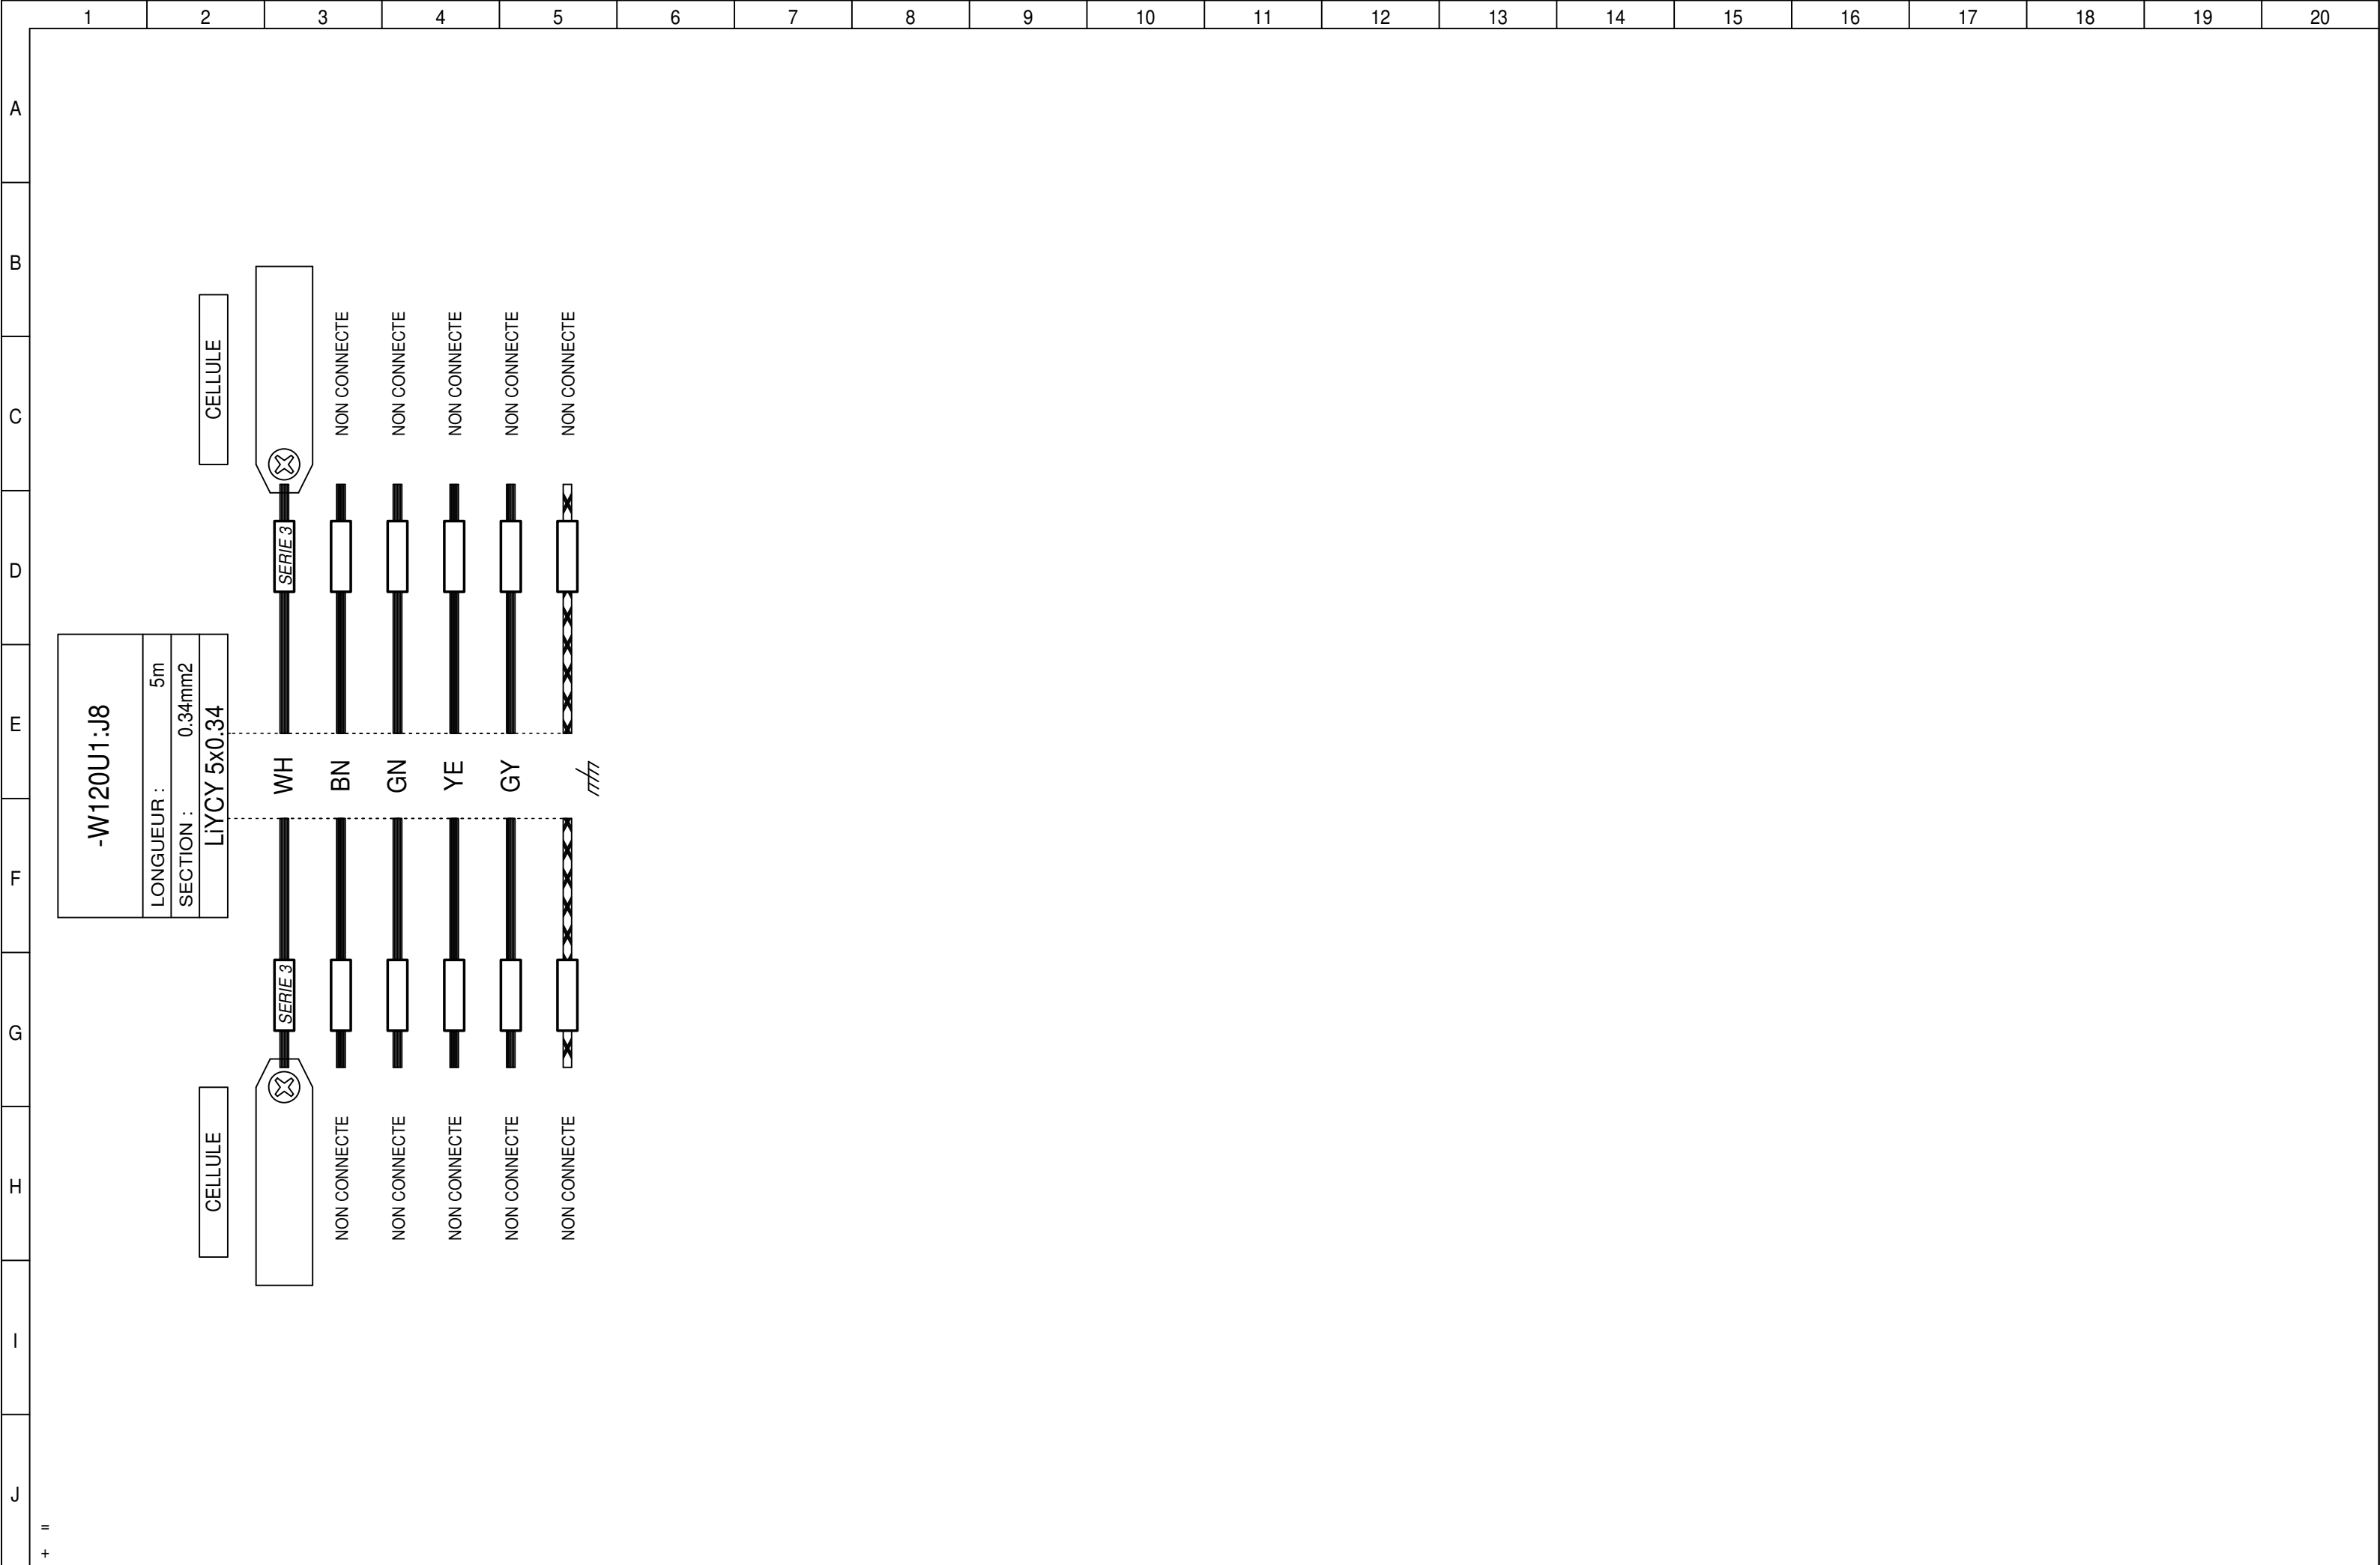 1 2 3 4 5 6 7 8 9 10 11 12 13 14 15 16 17 18 19 20
A
B
C
D
E
F
G
H
I
J
-W120U1:J8
LONGUEUR : 5m
SECTION : 0.34mm2
LiYCY 5x0.34
CELLULE
CELLULE
SERIE 3
WH
SERIE 3
NON CONNECTE
BN
NON CONNECTE
NON CONNECTE
GN
NON CONNECTE
NON CONNECTE
YE
NON CONNECTE
NON CONNECTE
GY
NON CONNECTE
NON CONNECTE
NON CONNECTE
=
+